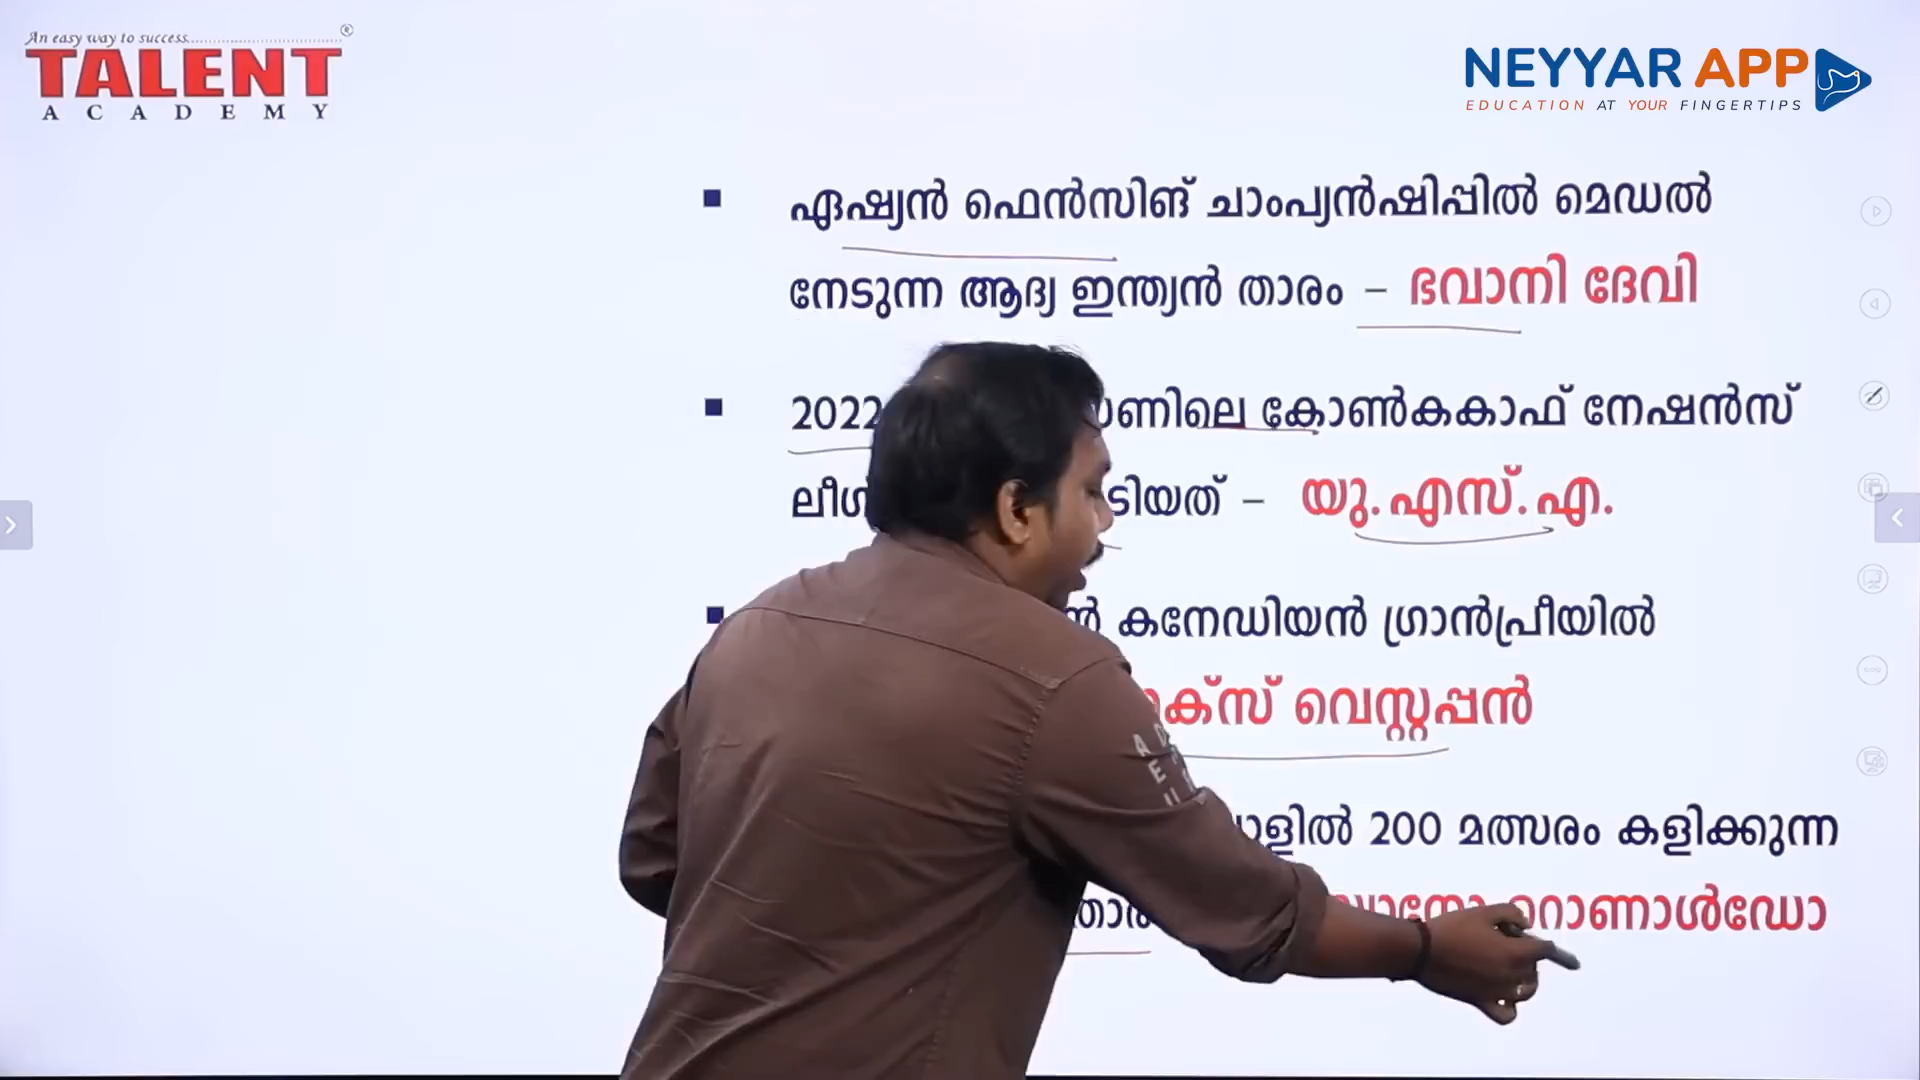 An easy way to success
TALENT
ACADEMY
NEYYAR APP
EDUCATION AT YOUR FINGERTIPS
ഏഷ്യൻ ഫെൻസിങ് ചാംപ്യൻഷിപ്പിൽ മെഡൽ
നേടുന്ന ആദ്യ ഇന്ത്യൻ താരം – ഭവാനി ദേവി
2022 കോൺകകാഫ് നേഷൻസ്
– യു.എസ്.എ.
കനേഡിയൻ ഗ്രാൻപ്രീയിൽ
വെസ്റ്റപ്പൻ
200 മത്സരം കളിക്കുന്ന
റൊണാൾഡോ